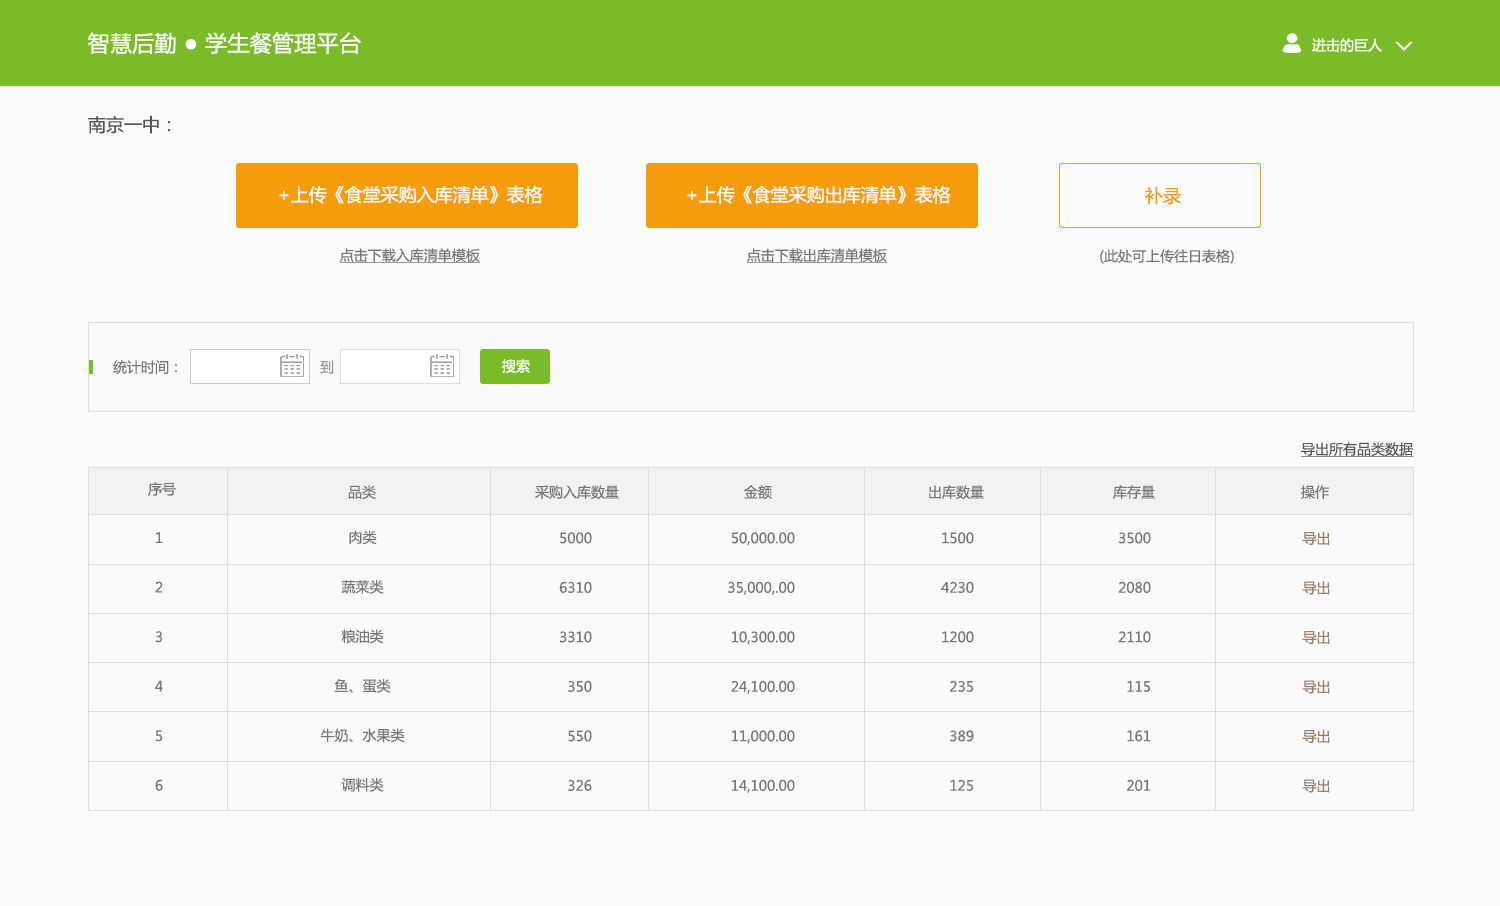 智慧后勤 ● 学生餐管理平台
进击的巨人
南京一中：
+上传《食堂采购入库清单》表格
+上传《食堂采购出库清单》表格
补录
点击下载入库清单模板
点击下载出库清单模板
(此处可上传往日表格)
统计时间： 到 搜索
导出所有品类数据
序号 品类 采购入库数量 金额 出库数量 库存量 操作
1 肉类 5000 50,000.00 1500 3500 导出
2 蔬菜类 6310 35,000,.00 4230 2080 导出
3 粮油类 3310 10,300.00 1200 2110 导出
4 鱼、蛋类 350 24,100.00 235 115 导出
5 牛奶、水果类 550 11,000.00 389 161 导出
6 调料类 326 14,100.00 125 201 导出